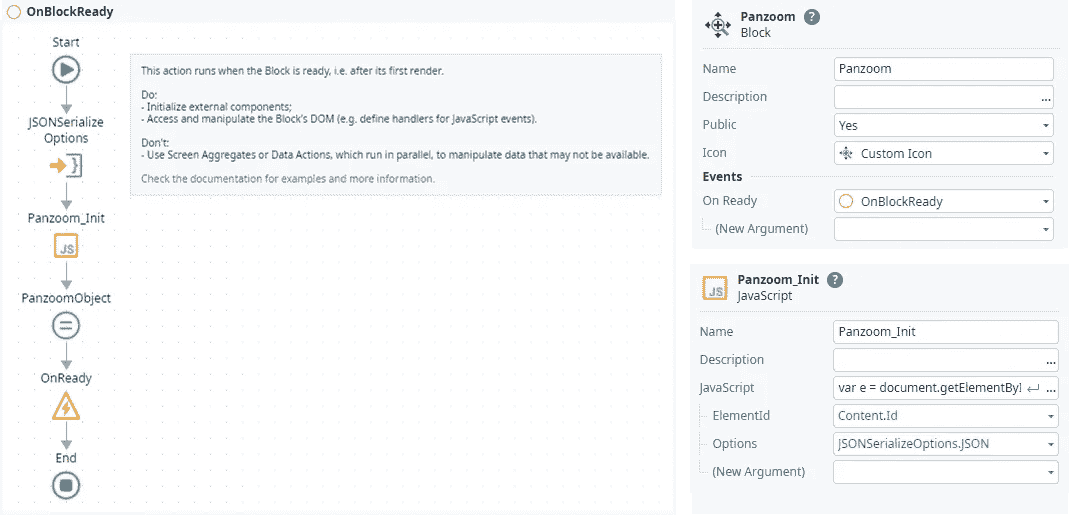 OnBlockReady
Start
JSONSerialize
Options
Panzoom_Init
JS
PanzoomObject
OnReady
End
This action runs when the Block is ready, i.e. after its first render.
Do:
- Initialize external components;
- Access and manipulate the Block's DOM (e.g. define handlers for JavaScript events).
Don't:
- Use Screen Aggregates or Data Actions, which run in parallel, to manipulate data that may not be available.
Check the documentation for examples and more information.
Panzoom ?
Block
Name Panzoom
Description ...
Public Yes
Icon Custom Icon
Events
On Ready OnBlockReady
(New Argument)
JS
Panzoom_Init ?
JavaScript
Name Panzoom_Init
Description ...
JavaScript var e = document.getElementByI ...
ElementId Content.Id
Options JSONSerializeOptions.JSON
(New Argument)